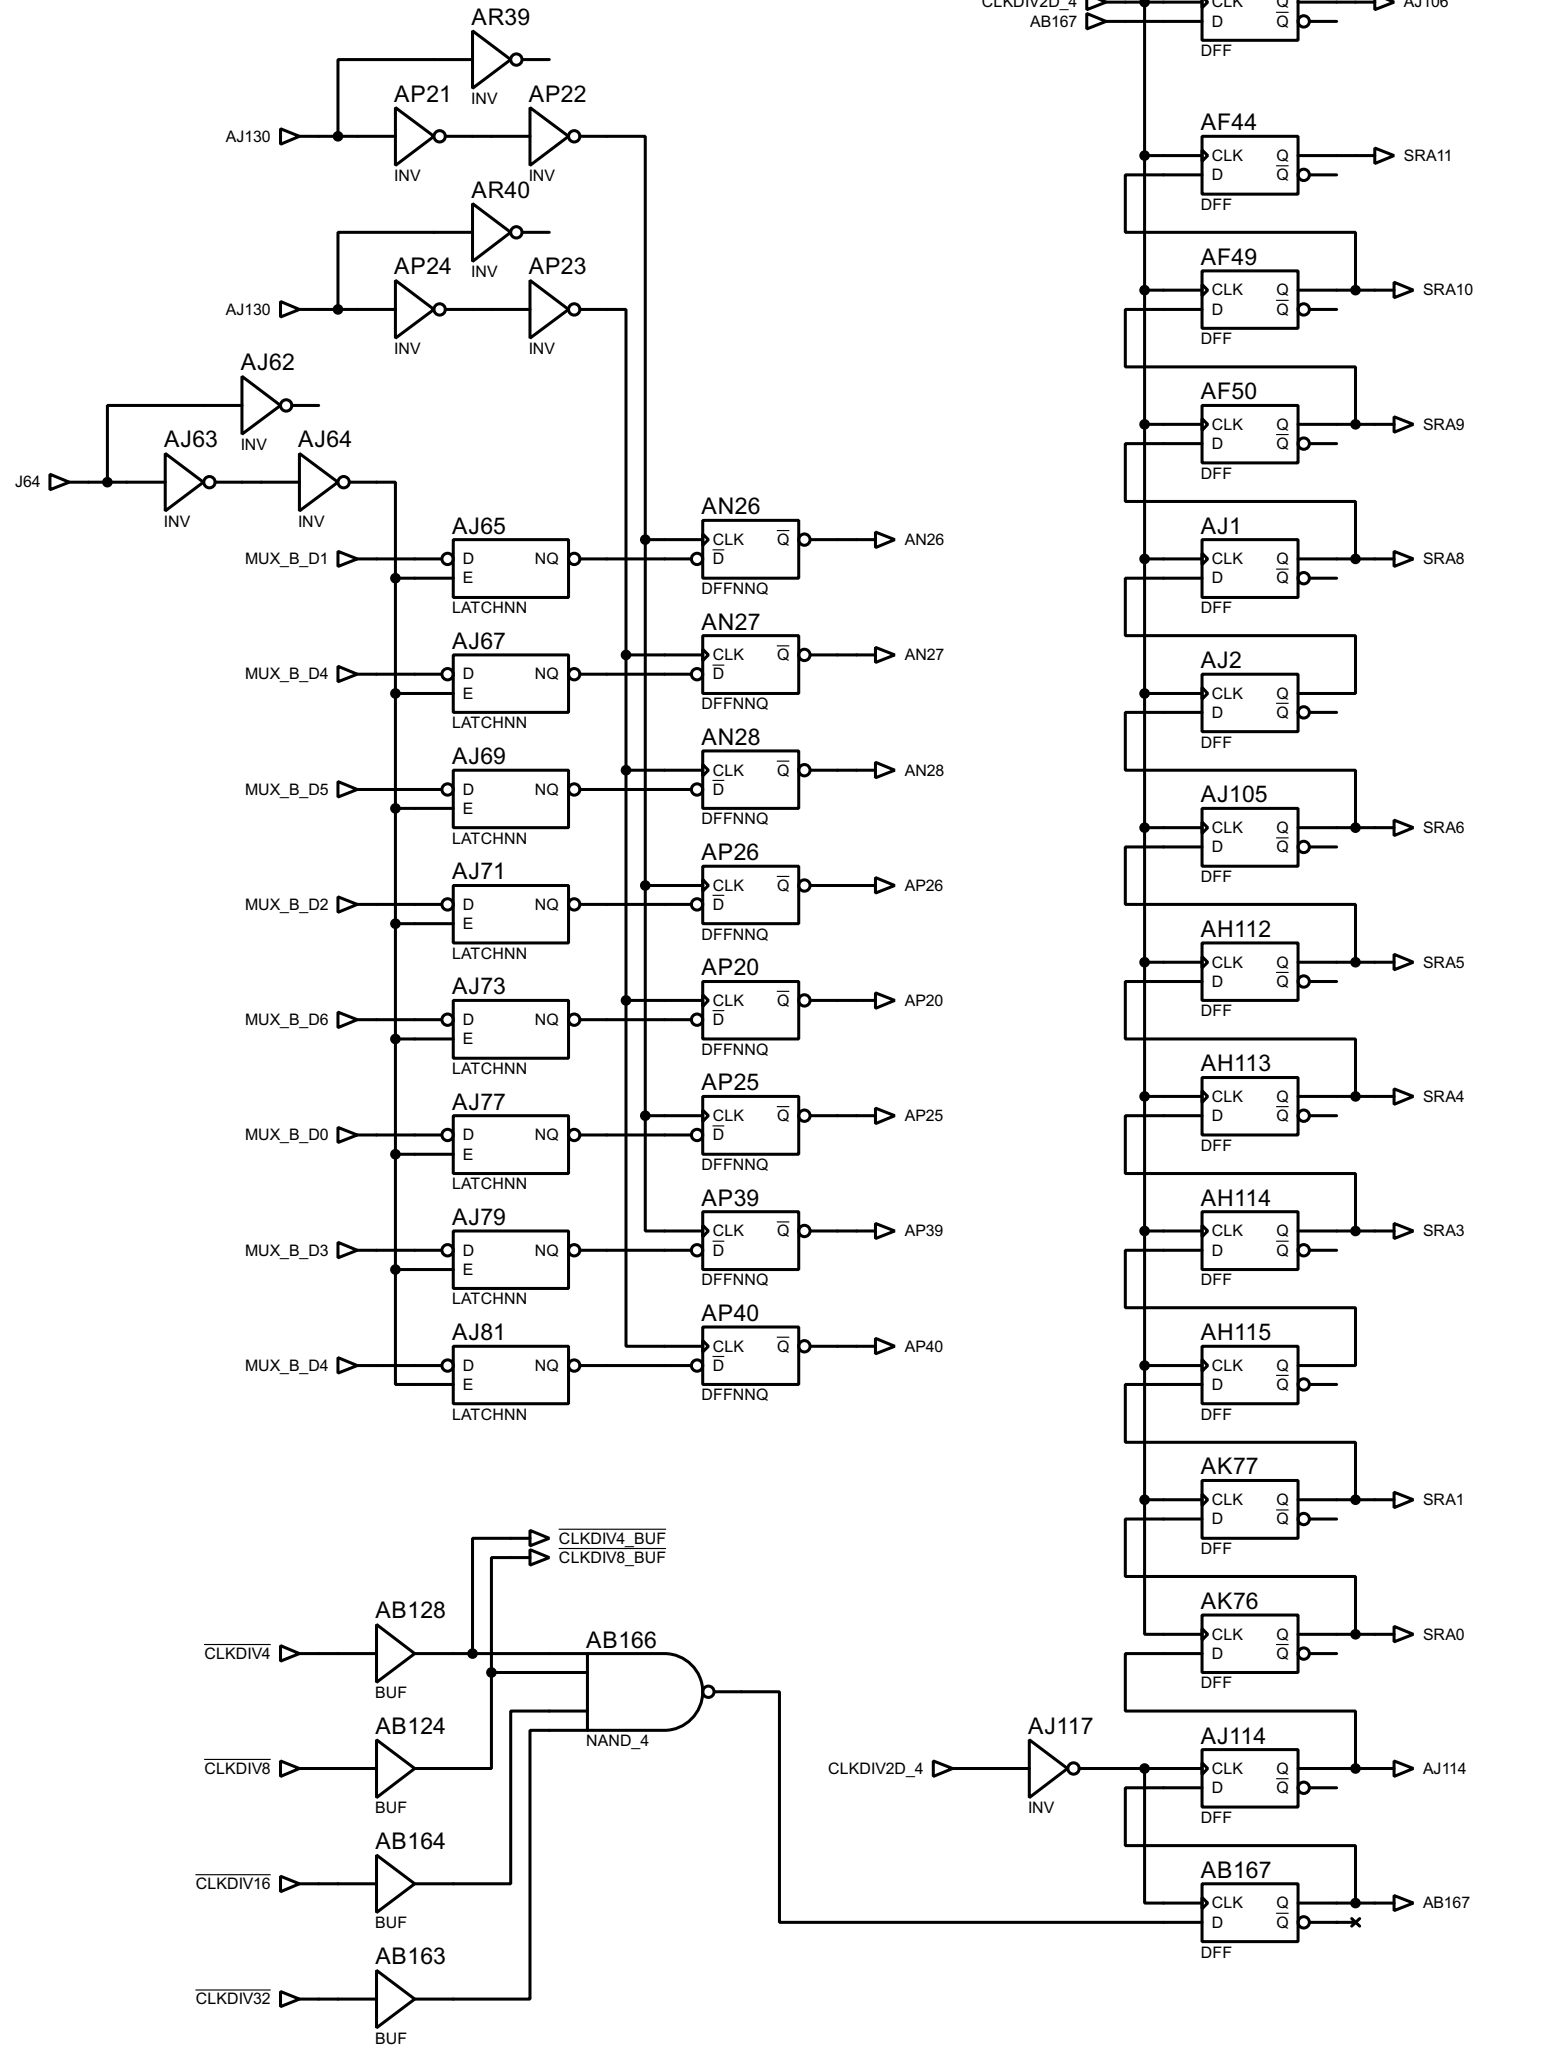 CLKDIV2D_4
CLK Q
AJ106
AB167
D Q
DFF
AR39
INV
AP21
AP22
AJ130
INV
INV
AR40
INV
AP24
AP23
AJ130
INV
INV
AJ62
INV
AJ63
AJ64
J64
INV
INV
AJ65
MUX_B_D1
D NQ
E
LATCHNN
AN26
CLK Q
D
DFFNNQ
AN26
AJ67
MUX_B_D4
D NQ
E
LATCHNN
AN27
CLK Q
D
DFFNNQ
AN27
AJ69
MUX_B_D5
D NQ
E
LATCHNN
AN28
CLK Q
D
DFFNNQ
AN28
AJ71
MUX_B_D2
D NQ
E
LATCHNN
AP26
CLK Q
D
DFFNNQ
AP26
AJ73
MUX_B_D6
D NQ
E
LATCHNN
AP20
CLK Q
D
DFFNNQ
AP20
AJ77
MUX_B_D0
D NQ
E
LATCHNN
AP25
CLK Q
D
DFFNNQ
AP25
AJ79
MUX_B_D3
D NQ
E
LATCHNN
AP39
CLK Q
D
DFFNNQ
AP39
AJ81
MUX_B_D4
D NQ
E
LATCHNN
AP40
CLK Q
D
DFFNNQ
AP40
AF44
CLK Q
D Q
DFF
SRA11
AF49
CLK Q
D Q
DFF
SRA10
AF50
CLK Q
D Q
DFF
SRA9
AJ1
CLK Q
D Q
DFF
SRA8
AJ2
CLK Q
D Q
DFF
AJ105
CLK Q
D Q
DFF
SRA6
AH112
CLK Q
D Q
DFF
SRA5
AH113
CLK Q
D Q
DFF
SRA4
AH114
CLK Q
D Q
DFF
SRA3
AH115
CLK Q
D Q
DFF
AK77
CLK Q
D Q
DFF
SRA1
AK76
CLK Q
D Q
DFF
SRA0
CLKDIV4_BUF
CLKDIV8_BUF
AB128
CLKDIV4
BUF
AB166
NAND_4
AB124
CLKDIV8
BUF
AB164
CLKDIV16
BUF
AB163
CLKDIV32
BUF
AJ117
CLKDIV2D_4
INV
AJ114
CLK Q
D Q
DFF
AJ114
AB167
CLK Q
D Q
DFF
AB167